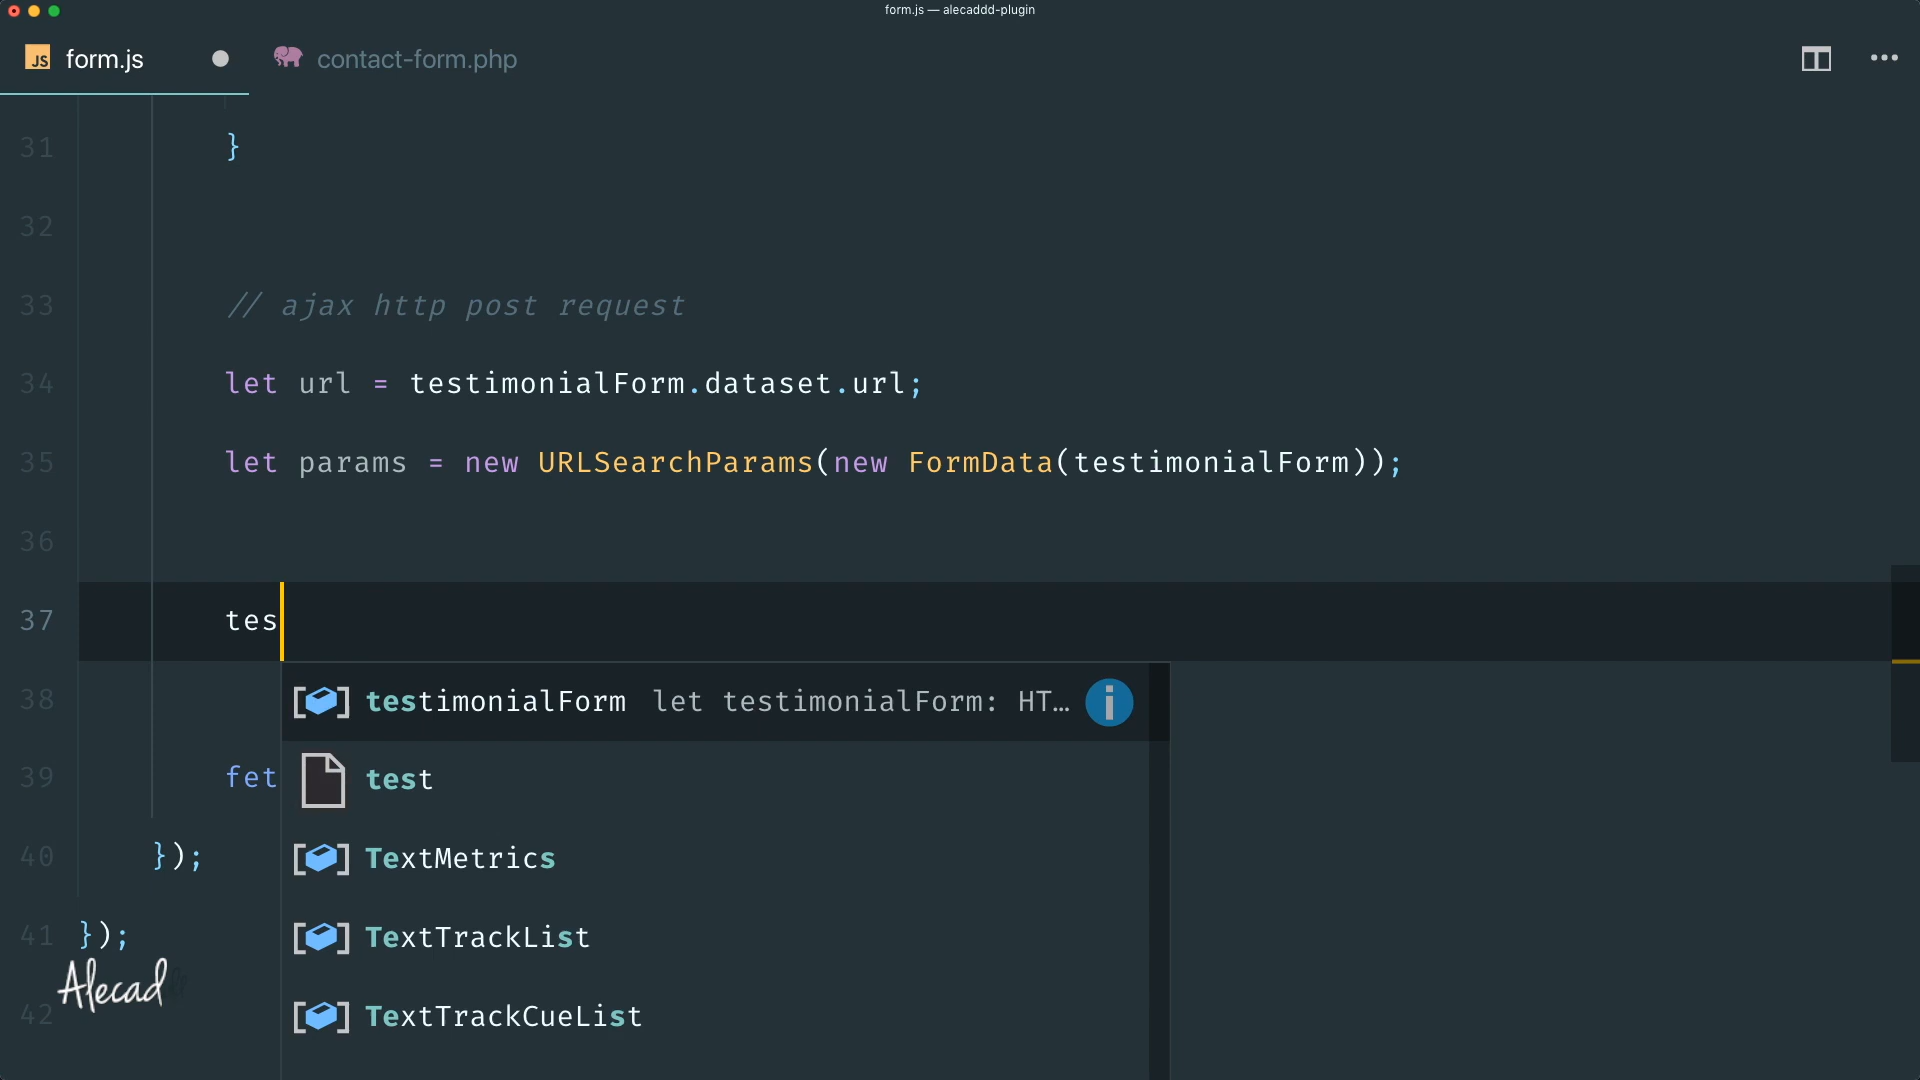 form.js — alecaddd-plugin
JS form.js contact-form.php
31 }
32
33 // ajax http post request
34 let url = testimonialForm.dataset.url;
35 let params = new URLSearchParams(new FormData(testimonialForm));
36
37 tes
38 testimonialForm let testimonialForm: HT…
39 fet test
40 }); TextMetrics
41 }); TextTrackList
Alecad
42 TextTrackCueList